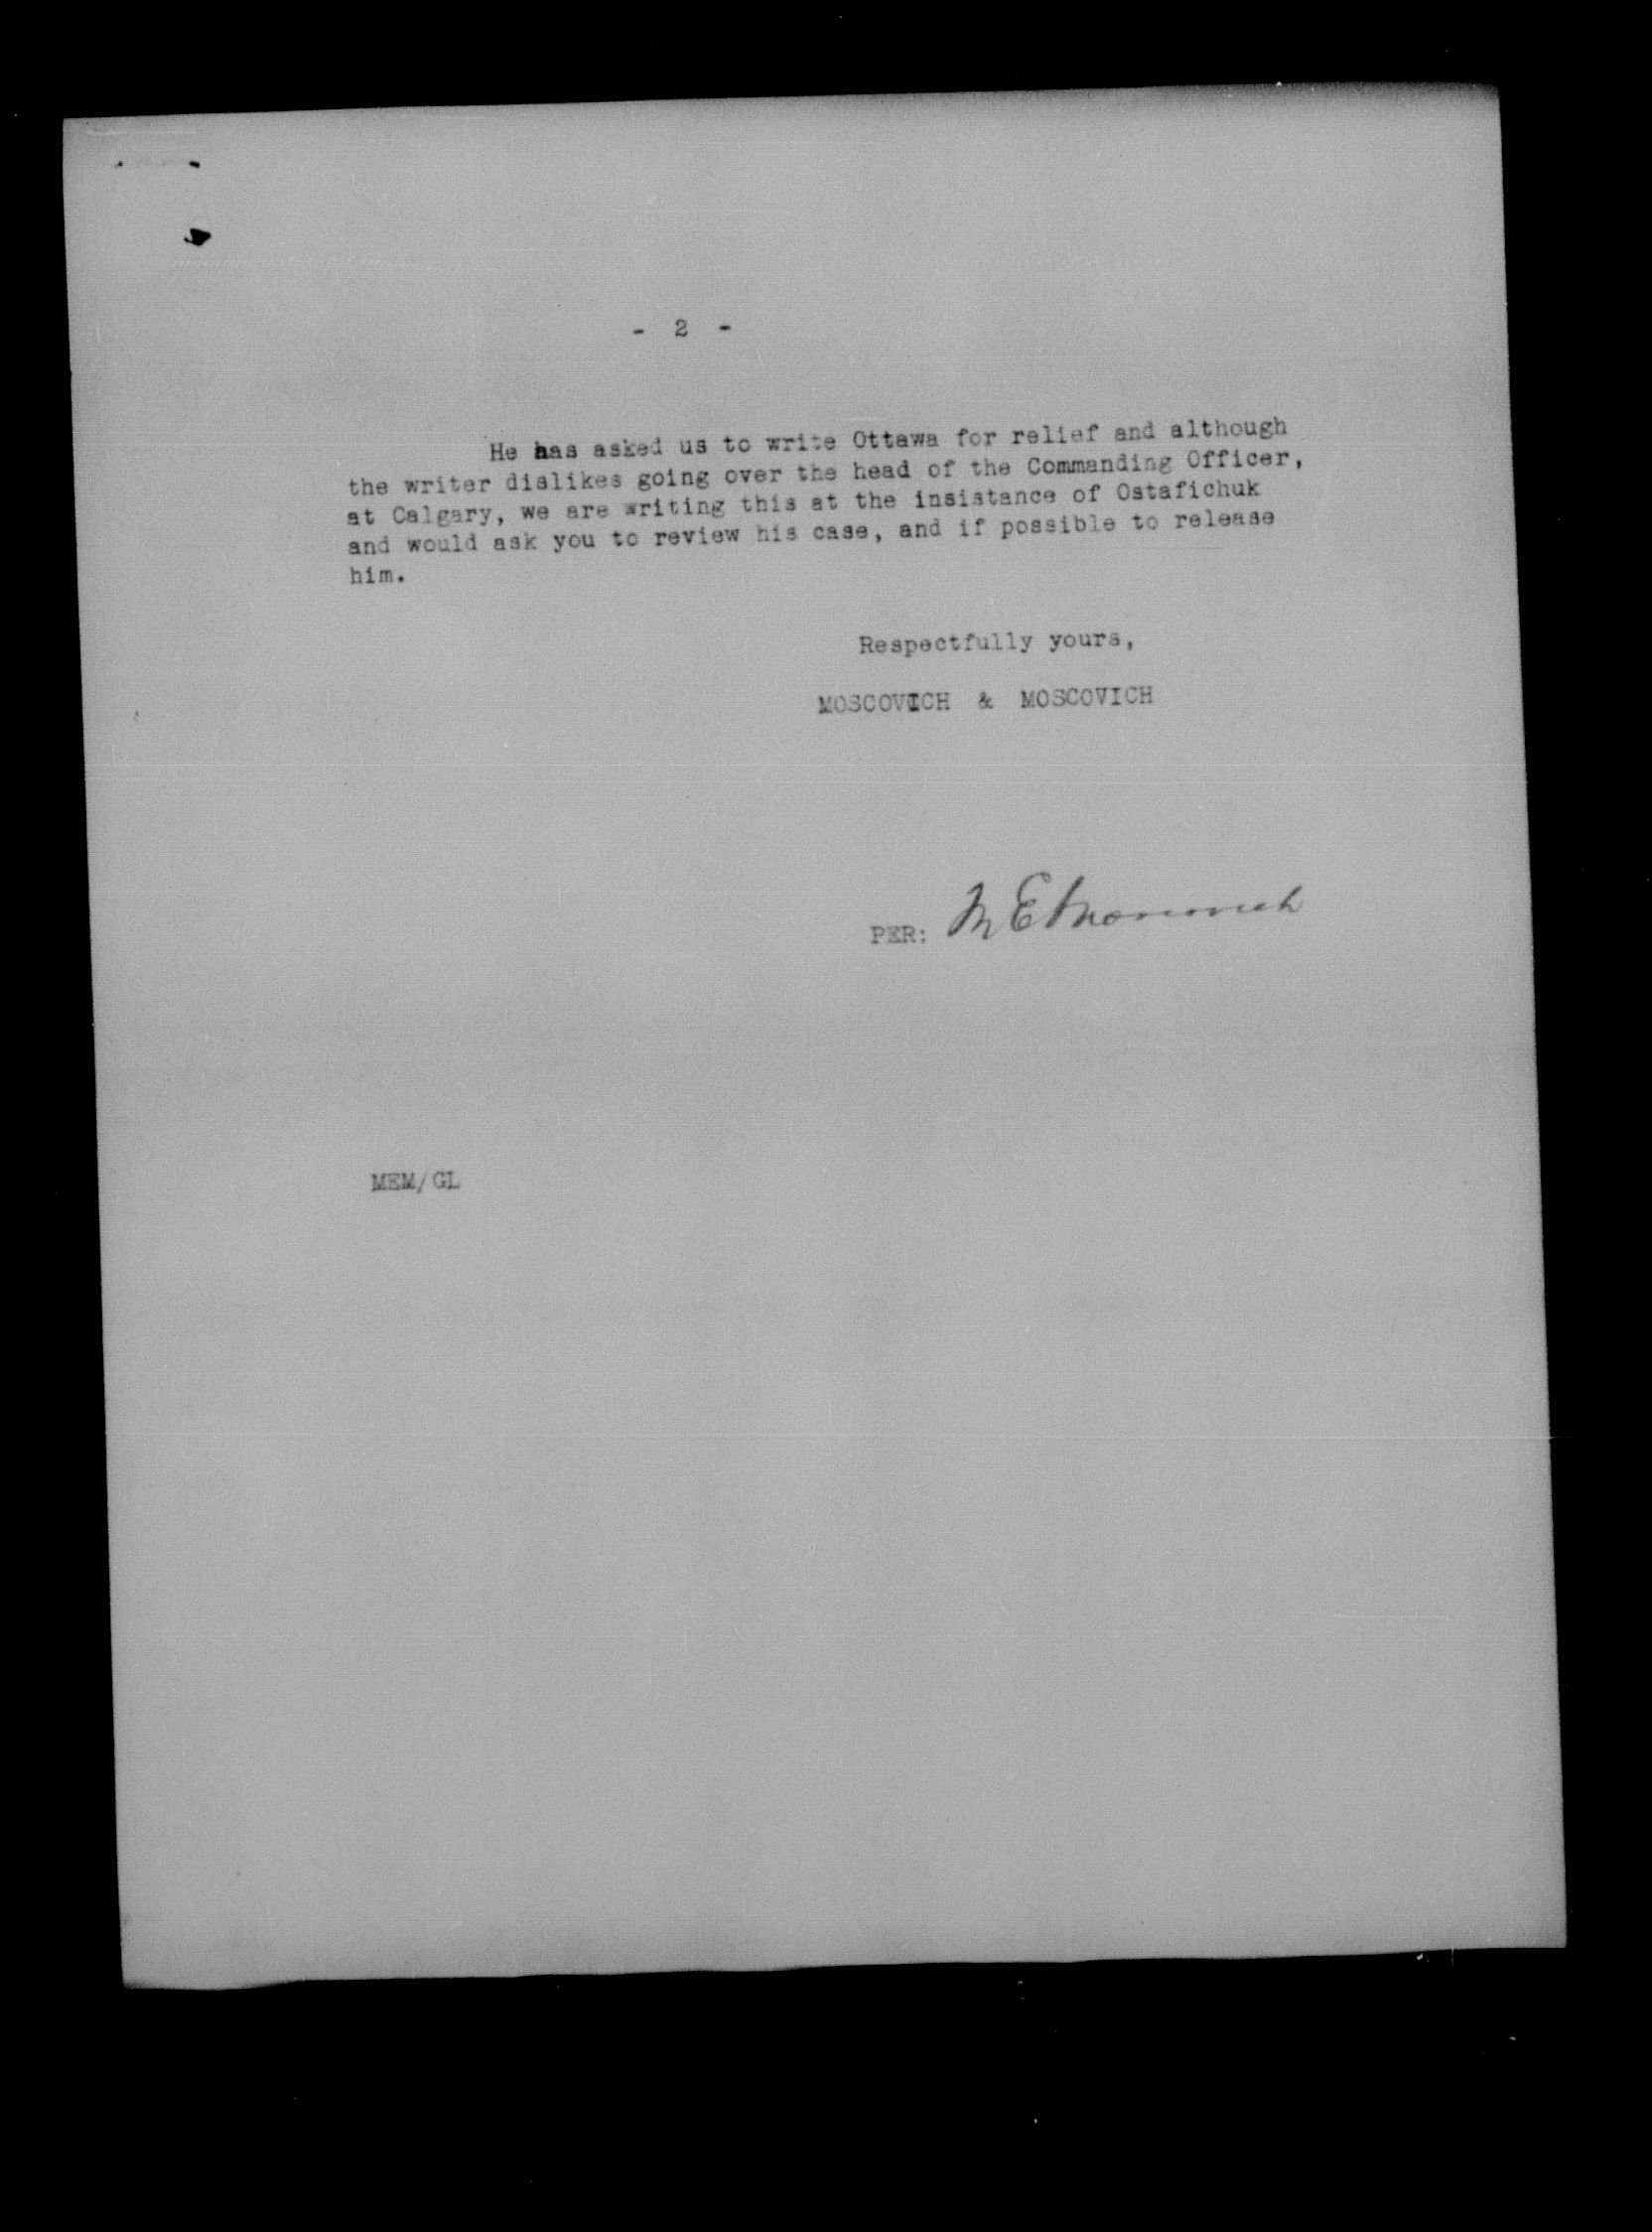 - 2 -
He has asked us to write Ottawa for relief and although
the writer dislikes going over the head of the Commanding Officer,
at Calgary, we are writing this at the insistance of Ostafichuk
and would ask you to review his case, and if possible to release
him.
Respectfully yours,
MOSCOVICH & MOSCOVICH
PER: M E Moscovich
MEM/GL